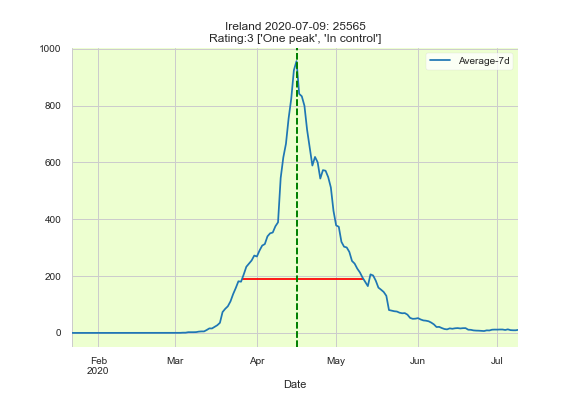 Ireland 2020-07-09: 25565
Rating:3 ['One peak', 'In control']
Average-7d
1000
800
600
400
200
0
Feb
2020
Mar
Apr
May
Jun
Jul
Date